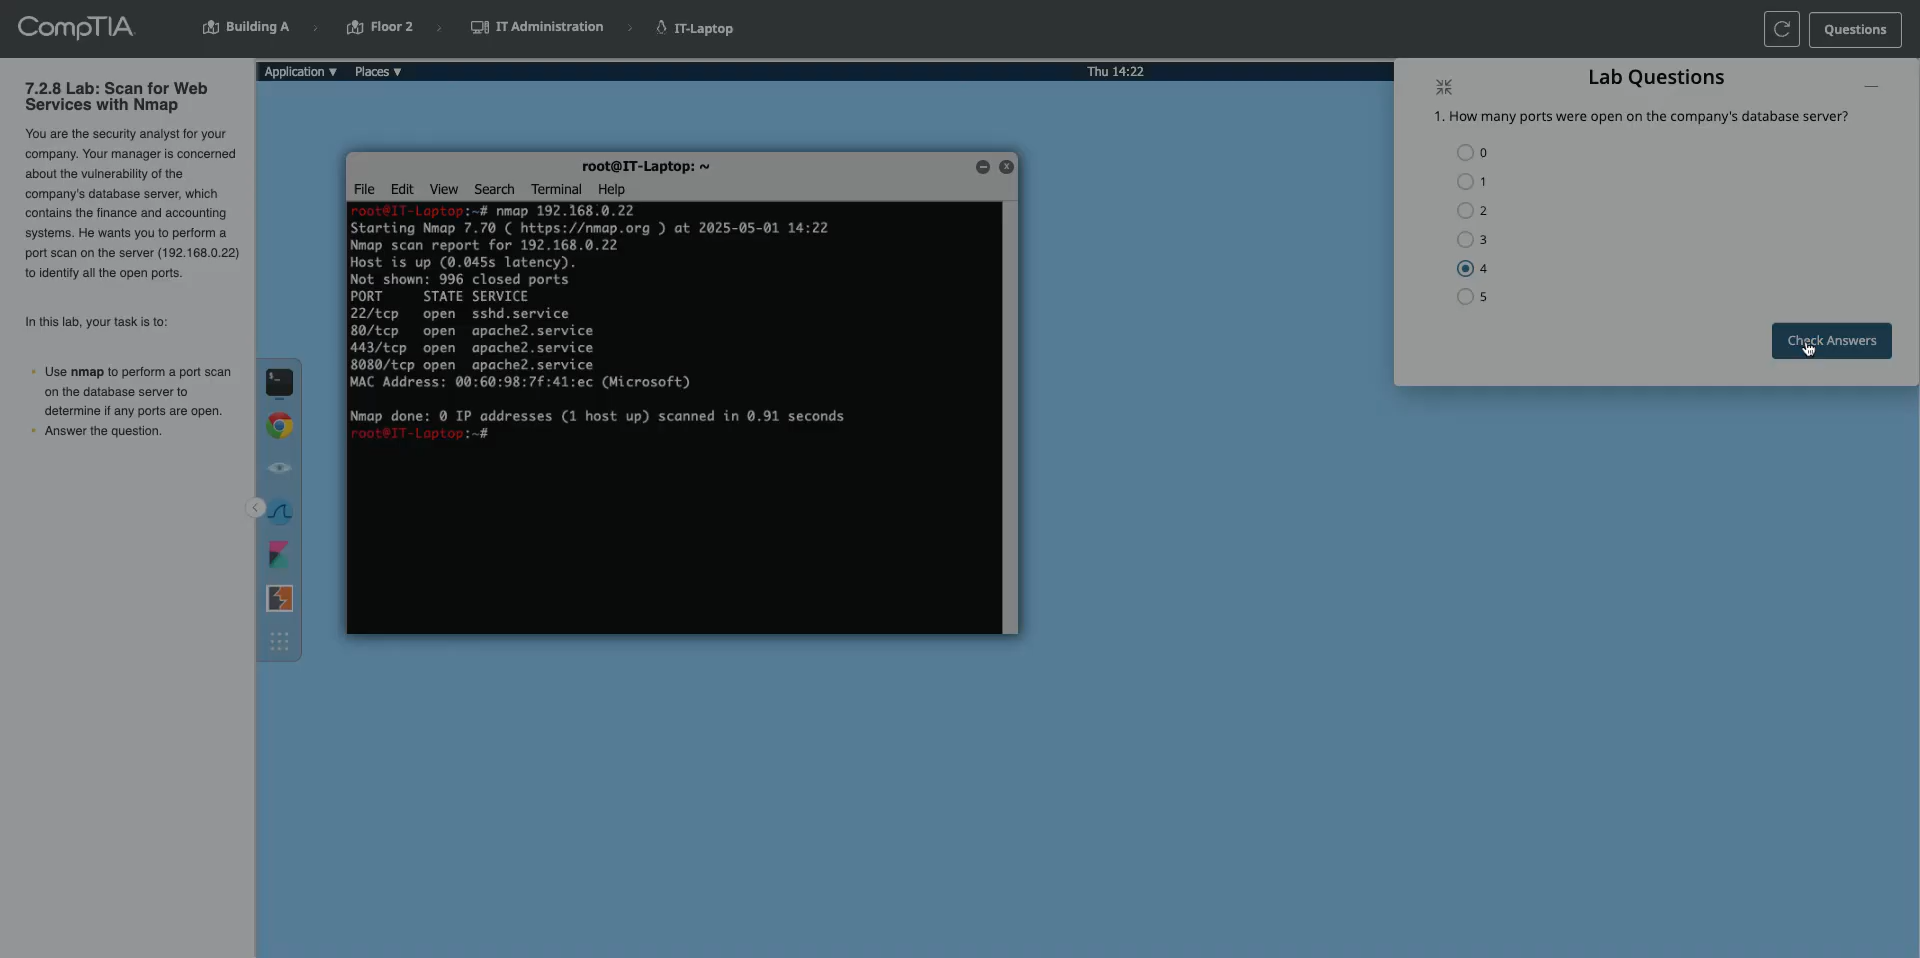 CompTIA.
Building A > Floor 2 > IT Administration > IT-Laptop
Questions
7.2.8 Lab: Scan for Web
Services with Nmap
You are the security analyst for your
company. Your manager is concerned
about the vulnerability of the
company's database server, which
contains the finance and accounting
systems. He wants you to perform a
port scan on the server (192.168.0.22)
to identify all the open ports.
In this lab, your task is to:
• Use nmap to perform a port scan
on the database server to
determine if any ports are open.
• Answer the question.
Application ▼ Places ▼ Thu 14:22
root@IT-Laptop: ~
File Edit View Search Terminal Help
root@IT-Laptop:~# nmap 192.168.0.22
Starting Nmap 7.70 ( https://nmap.org ) at 2025-05-01 14:22
Nmap scan report for 192.168.0.22
Host is up (0.045s latency).
Not shown: 996 closed ports
PORT STATE SERVICE
22/tcp open sshd.service
80/tcp open apache2.service
443/tcp open apache2.service
8080/tcp open apache2.service
MAC Address: 00:60:98:7f:41:ec (Microsoft)
Nmap done: 0 IP addresses (1 host up) scanned in 0.91 seconds
root@IT-Laptop:~#
Lab Questions
1. How many ports were open on the company's database server?
0
1
2
3
4
5
Check Answers